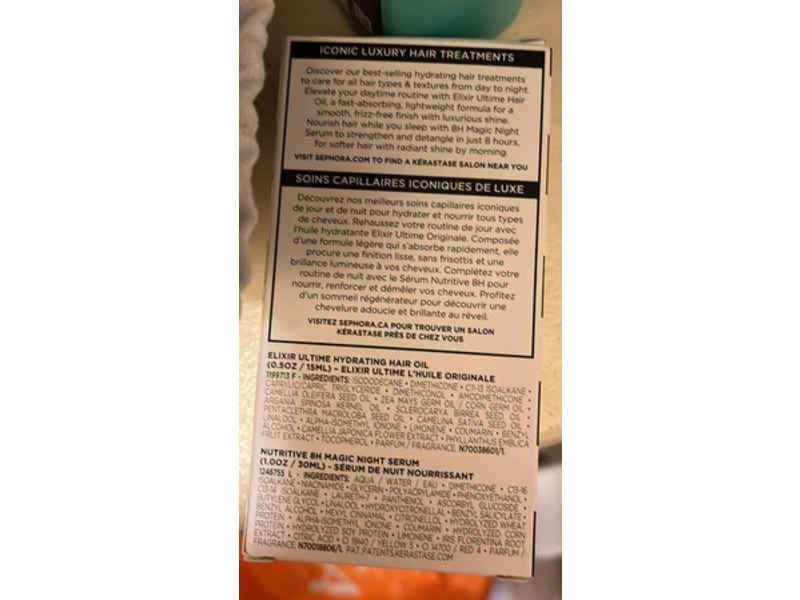 ICONIC LUXURY HAIR TREATMENTS
Discover our best-selling hydrating hair treatments
to care for all hair types & textures from day to night.
Elevate your daytime routine with Elixir Ultime Hair
Oil, a fast-absorbing, lightweight formula for a
smooth, frizz-free finish with luxurious shine.
Nourish hair while you sleep with 8H Magic Night
Serum to strengthen and detangle in just 8 hours,
for softer hair with radiant shine by morning.
VISIT SEPHORA.COM TO FIND A KÉRASTASE SALON NEAR YOU
SOINS CAPILLAIRES ICONIQUES DE LUXE
Découvrez nos meilleurs soins capillaires iconiques
de jour et de nuit pour hydrater et nourrir tous types
de cheveux. Rehaussez votre routine de jour avec
l'huile hydratante Elixir Ultime Originale. Composée
d'une formule légère qui s'absorbe rapidement, elle
procure une finition lisse, sans frisottis et une
brillance lumineuse à vos cheveux. Complétez votre
routine de nuit avec le Sérum Nutritive 8H pour
nourrir, renforcer et démêler vos cheveux. Profitez
d'un sommeil régénérateur pour découvrir une
chevelure adoucie et brillante au réveil.
VISITEZ SEPHORA.CA POUR TROUVER UN SALON
KÉRASTASE PRÈS DE CHEZ VOUS
ELIXIR ULTIME HYDRATING HAIR OIL
(0.5OZ / 15ML) – ELIXIR ULTIME L'HUILE ORIGINALE
1199713 F - INGREDIENTS: ISODODECANE • DIMETHICONE • C11-13 ISOALKANE •
CAPRYLIC/CAPRIC TRIGLYCERIDE • DIMETHICONOL • AMODIMETHICONE •
CAMELLIA OLEIFERA SEED OIL • ZEA MAYS GERM OIL / CORN GERM OIL •
ARGANIA SPINOSA KERNEL OIL • SCLEROCARYA BIRREA SEED OIL •
PENTACLETHRA MACROLOBA SEED OIL • CAMELINA SATIVA SEED OIL •
LINALOOL • ALPHA-ISOMETHYL IONONE • LIMONENE • COUMARIN • BENZYL
ALCOHOL • CAMELLIA JAPONICA FLOWER EXTRACT • PHYLLANTHUS EMBLICA
FRUIT EXTRACT • TOCOPHEROL • PARFUM / FRAGRANCE. N70038601/1.
NUTRITIVE 8H MAGIC NIGHT SERUM
(1.0OZ / 30ML) - SÉRUM DE NUIT NOURRISSANT
1248755 L - INGREDIENTS: AQUA / WATER / EAU • DIMETHICONE • C13-16
ISOALKANE • NIACINAMIDE • GLYCERIN • POLYACRYLAMIDE • PHENOXYETHANOL •
C13-14 ISOALKANE • LAURETH-7 • PANTHENOL • ASCORBYL GLUCOSIDE •
BUTYLENE GLYCOL • LINALOOL • HYDROXYCITRONELLAL • BENZYL SALICYLATE •
BENZYL ALCOHOL • HEXYL CINNAMAL • CITRONELLOL • HYDROLYZED WHEAT
PROTEIN • ALPHA-ISOMETHYL IONONE • COUMARIN • HYDROLYZED CORN
PROTEIN • HYDROLYZED SOY PROTEIN • LIMONENE • IRIS FLORENTINA ROOT
EXTRACT • CITRIC ACID • CI 19140 / YELLOW 5 • CI 14700 / RED 4 • PARFUM /
FRAGRANCE. N70018806/1. PAT.:PATENTS.KERASTASE.COM